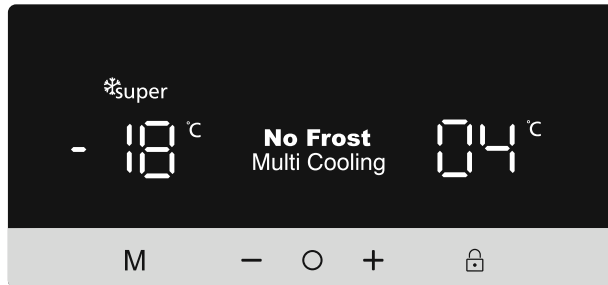 super
-18 °C
No Frost
Multi Cooling
04 °C
M − O +